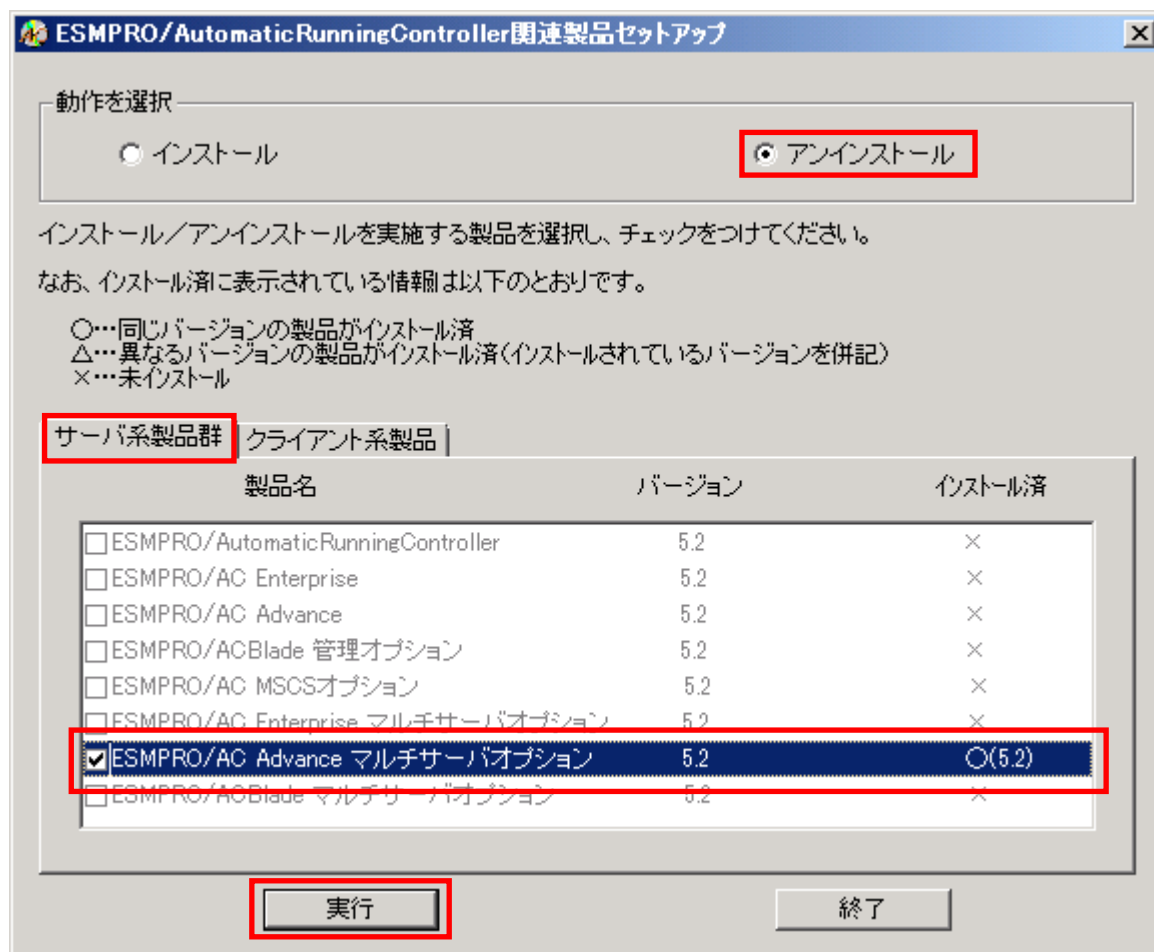 ESMPRO/AutomaticRunningController関連製品セットアップ
動作を選択
インストール
アンインストール
インストール／アンインストールを実施する製品を選択し、チェックをつけてください。
なお、インストール済に表示されている情報は以下のとおりです。
○…同じバージョンの製品がインストール済
△…異なるバージョンの製品がインストール済(インストールされているバージョンを併記)
×…未インストール
サーバ系製品群 クライアント系製品
製品名 バージョン インストール済
ESMPRO/AutomaticRunningController 5.2 ×
ESMPRO/AC Enterprise 5.2 ×
ESMPRO/AC Advance 5.2 ×
ESMPRO/ACBlade 管理オプション 5.2 ×
ESMPRO/AC MSCSオプション 5.2 ×
ESMPRO/AC Enterprise マルチサーバオプション 5.2 ×
ESMPRO/AC Advance マルチサーバオプション 5.2 ○(5.2)
ESMPRO/ACBlade マルチサーバオプション 5.2 ×
実行 終了